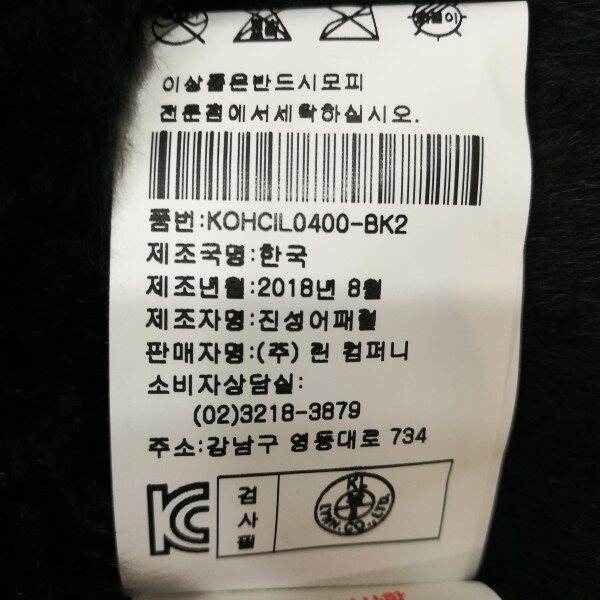 이상품은반드시모피
전문점에서세탁하십시오.
품번:KOHCIL0400-BK2
제조국명:한국
제조년월:2018년 8월
제조자명:진성어패럴
판매자명:(주) 린 컴퍼니
소비자상담실:
(02)3218-3879
주소:강남구 영동대로 734
검사필
LYNN.CO.,LTD.